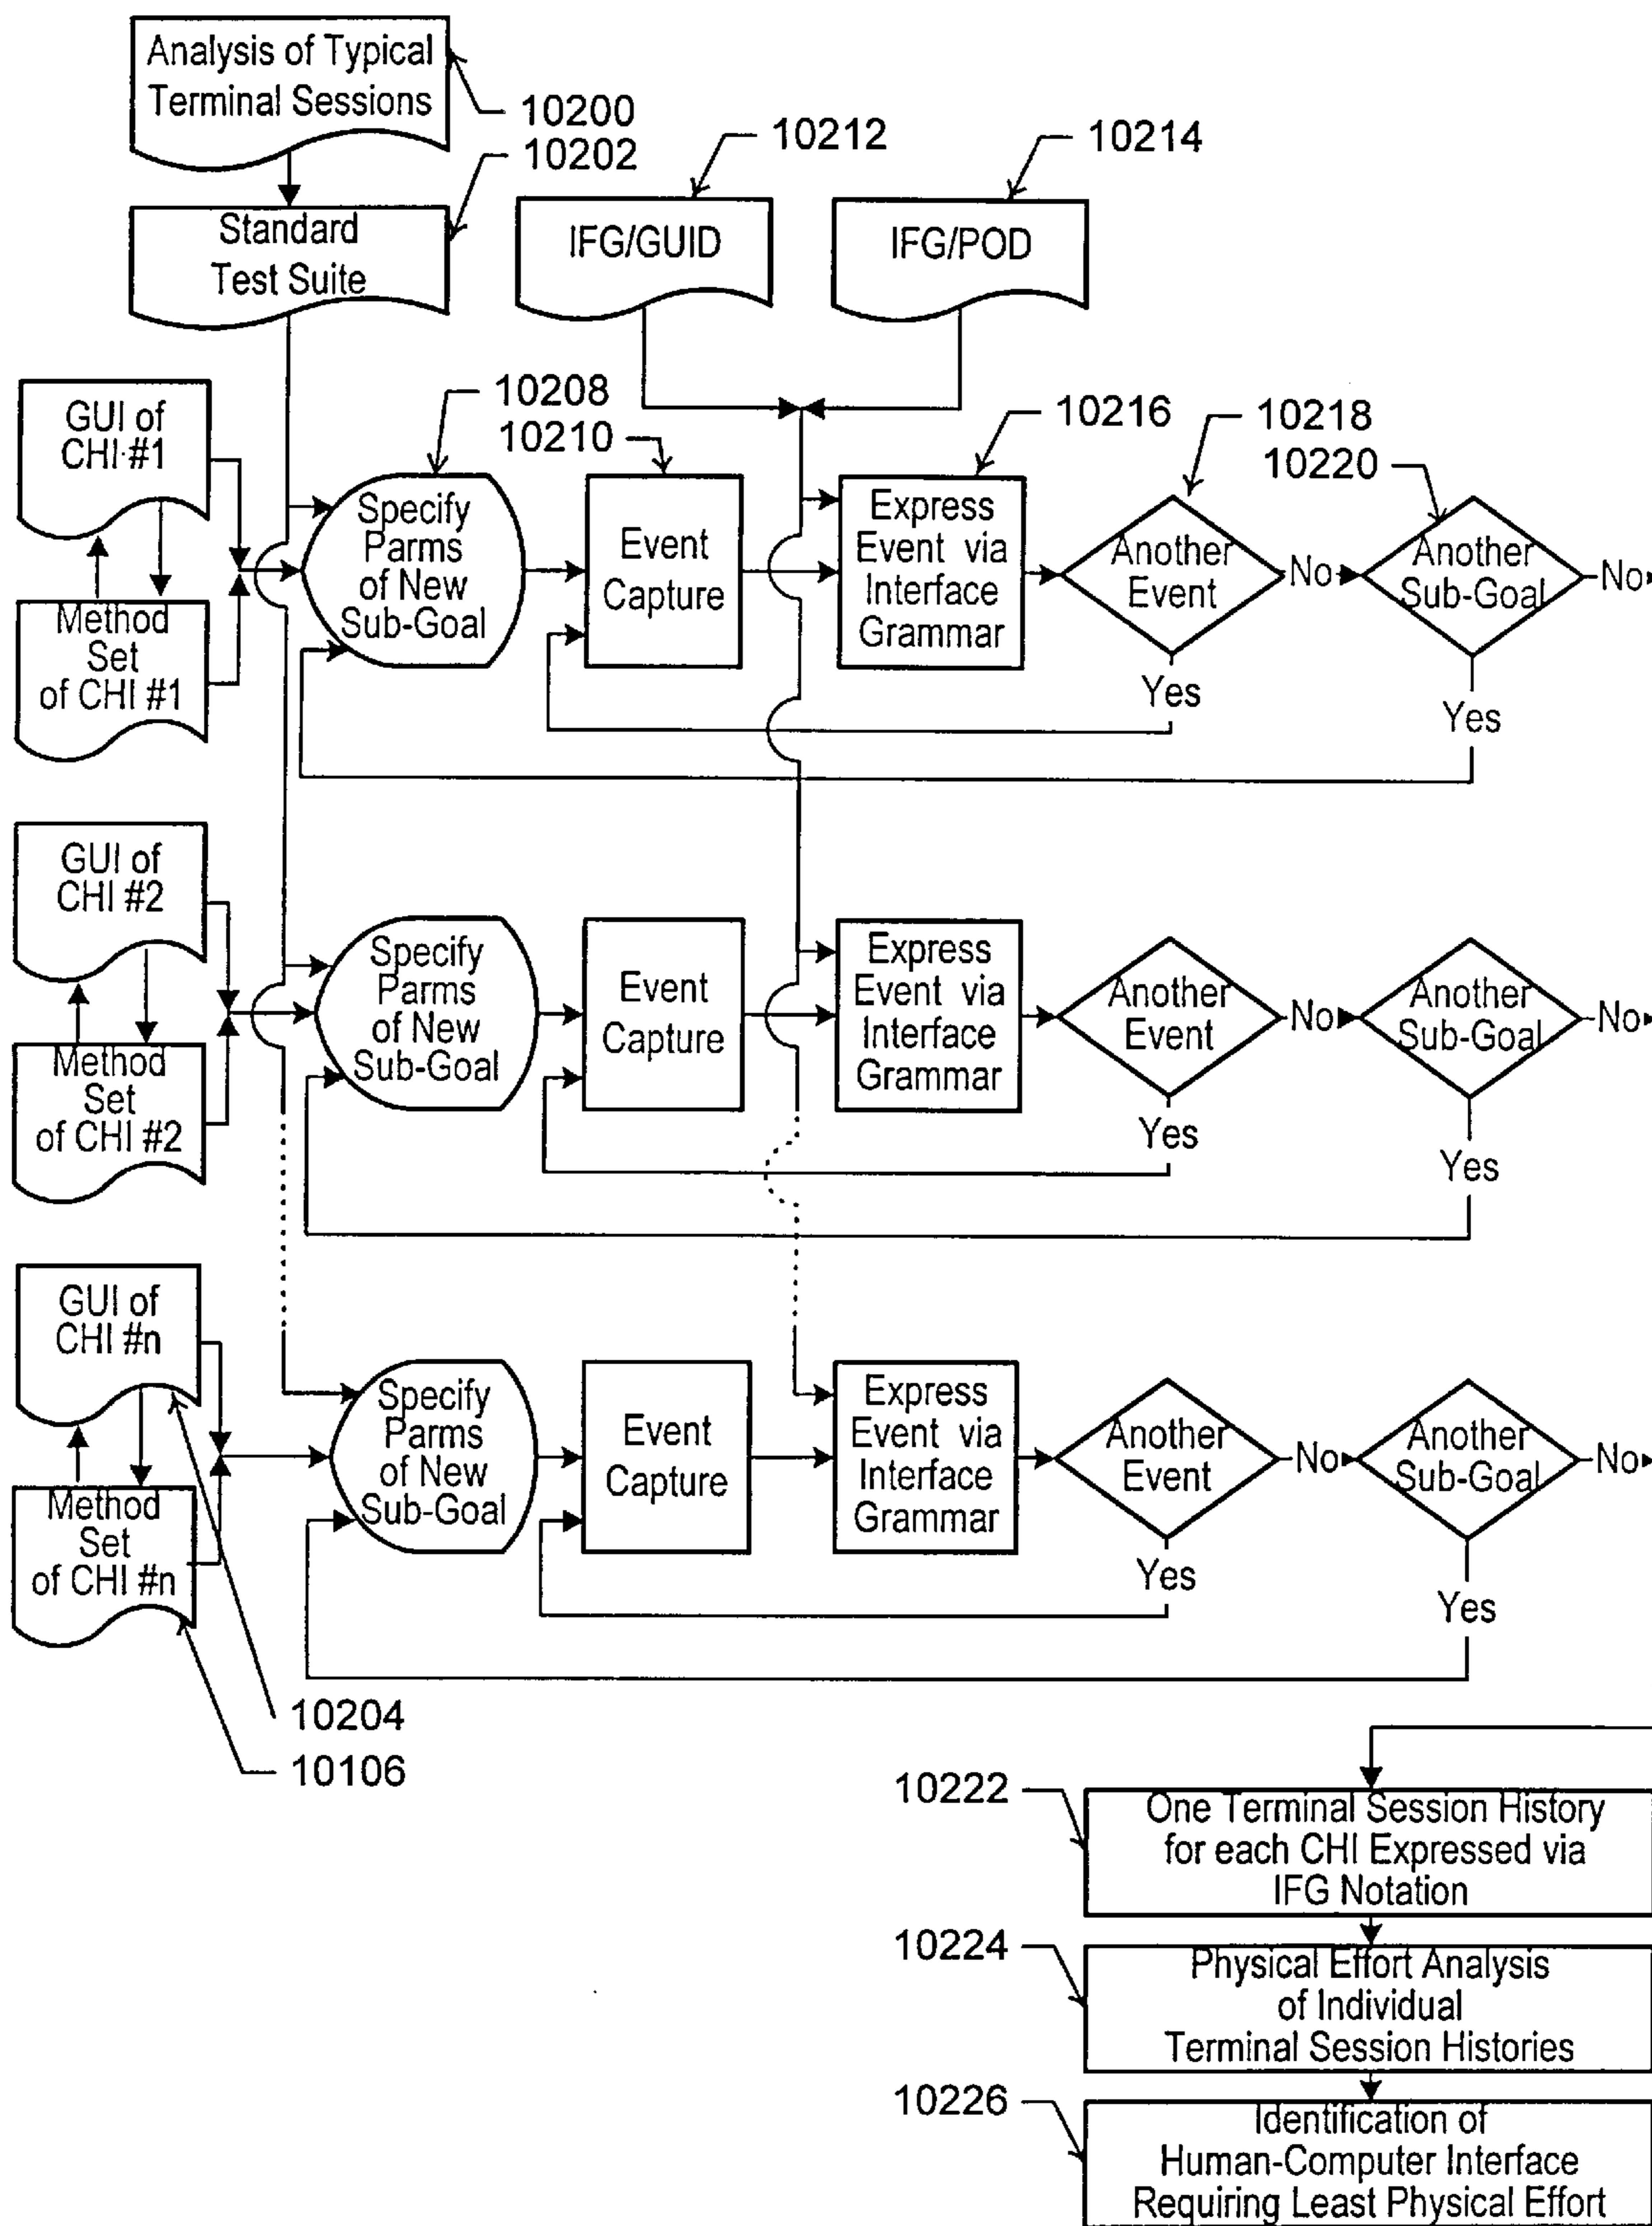 Analysis of Typical
Terminal Sessions
10200
10202
Standard
Test Suite
10212
IFG/GUID
10214
IFG/POD
GUI of
CHI #1
Method
Set
of CHI #1
10208
10210
Specify
Parms
of New
Sub-Goal
Event
Capture
10216
Express
Event via
Interface
Grammar
10218
10220
Another
Event
No
Yes
Another
Sub-Goal
No
Yes
GUI of
CHI #2
Method
Set
of CHI #2
Specify
Parms
of New
Sub-Goal
Event
Capture
Express
Event via
Interface
Grammar
Another
Event
No
Yes
Another
Sub-Goal
No
Yes
GUI of
CHI #n
Method
Set
of CHI #n
Specify
Parms
of New
Sub-Goal
Event
Capture
Express
Event via
Interface
Grammar
Another
Event
No
Yes
Another
Sub-Goal
No
Yes
10204
10106
10222
One Terminal Session History
for each CHI Expressed via
IFG Notation
10224
Physical Effort Analysis
of Individual
Terminal Session Histories
10226
Identification of
Human-Computer Interface
Requiring Least Physical Effort